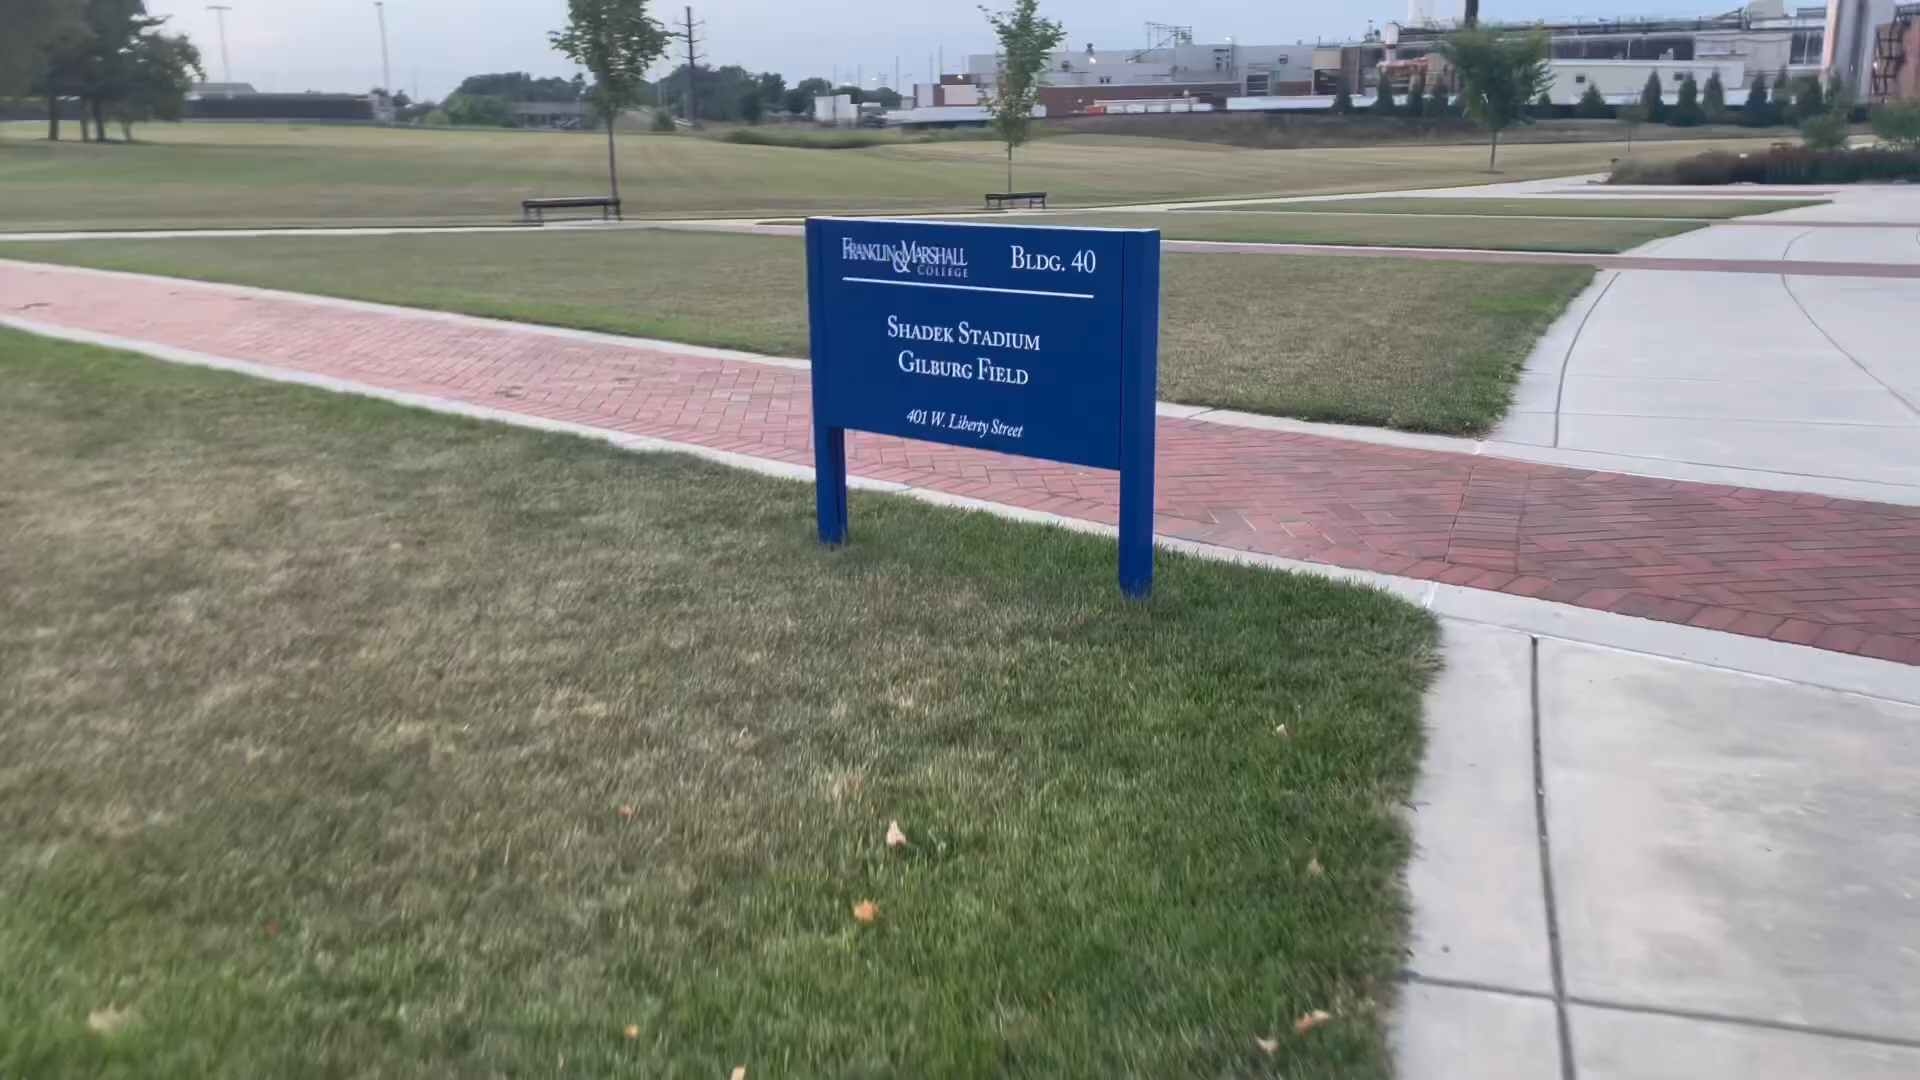 Franklin & Marshall
College
Bldg. 40
Shadek Stadium
Gilburg Field
401 W. Liberty Street